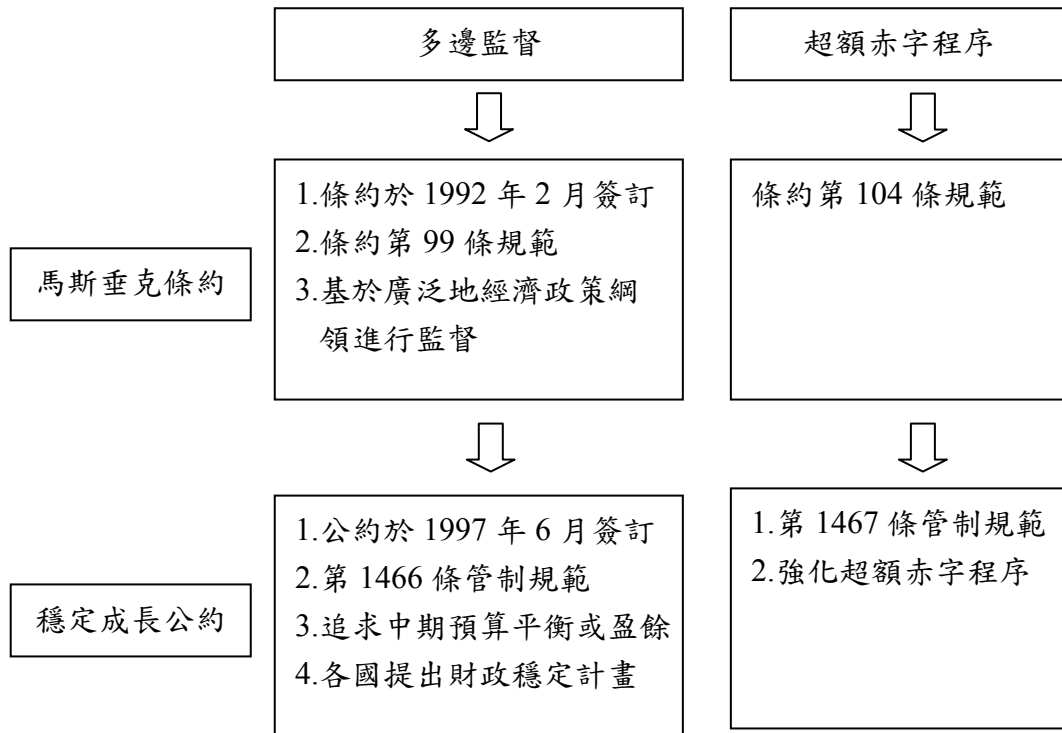 多邊監督
超額赤字程序
馬斯垂克條約
1.條約於 1992 年 2 月簽訂
2.條約第 99 條規範
3.基於廣泛地經濟政策綱
領進行監督
條約第 104 條規範
穩定成長公約
1.公約於 1997 年 6 月簽訂
2.第 1466 條管制規範
3.追求中期預算平衡或盈餘
4.各國提出財政穩定計畫
1.第 1467 條管制規範
2.強化超額赤字程序